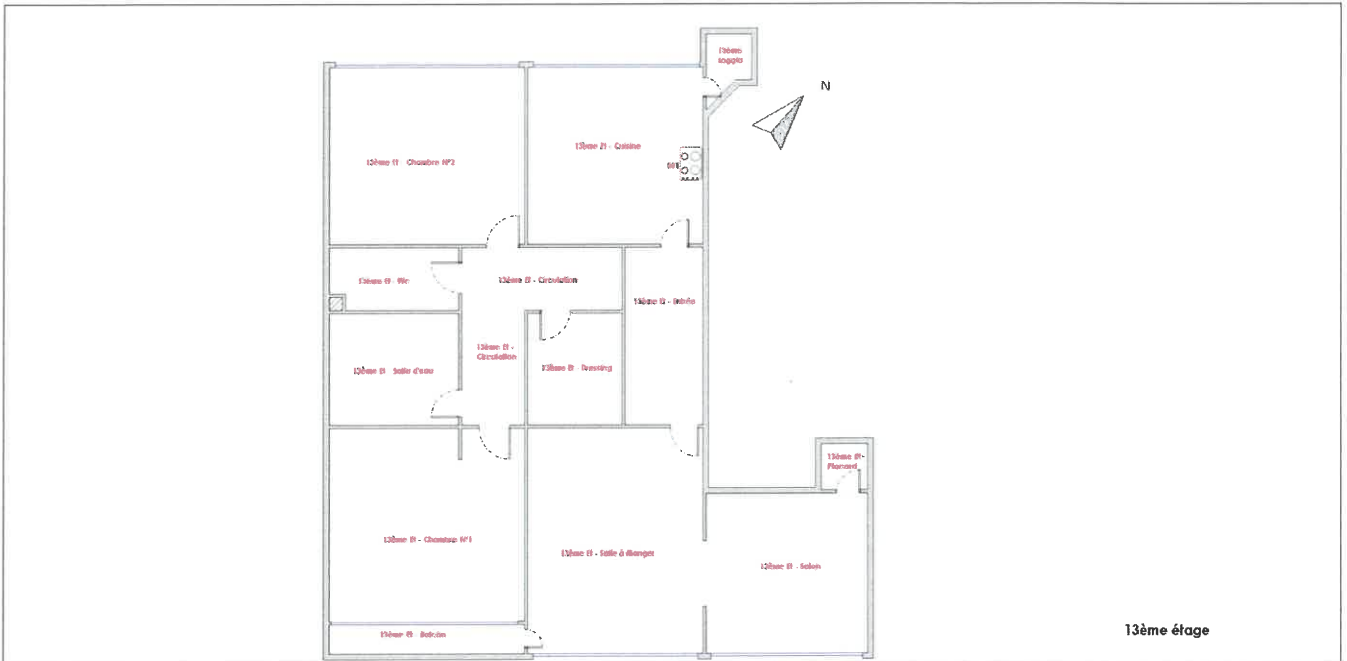 13ème
loggia
N
13ème Et - Cuisine
13ème Et - Chambre N°2
13ème Et - Wc
13ème Et - Circulation
13ème Et - Entrée
13ème Et -
Circulation
13ème Et - Salle d'eau
13ème Et - Dressing
13ème Et -
Placard
13ème Et - Chambre N°1
13ème Et - Salle à Manger
13ème Et - Salon
13ème Et - Balcon
13ème étage